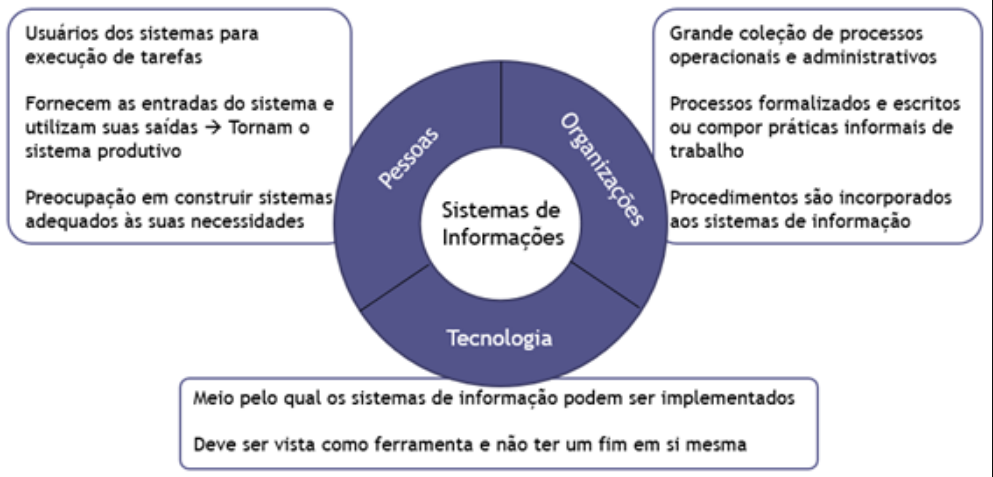 Usuários dos sistemas para
execução de tarefas
Fornecem as entradas do sistema e
utilizam suas saídas → Tornam o
sistema produtivo
Preocupação em construir sistemas
adequados às suas necessidades
Grande coleção de processos
operacionais e administrativos
Processos formalizados e escritos
ou compor práticas informais de
trabalho
Procedimentos são incorporados
aos sistemas de informação
Pessoas
Organizações
Sistemas de
Informações
Tecnologia
Meio pelo qual os sistemas de informação podem ser implementados
Deve ser vista como ferramenta e não ter um fim em si mesma